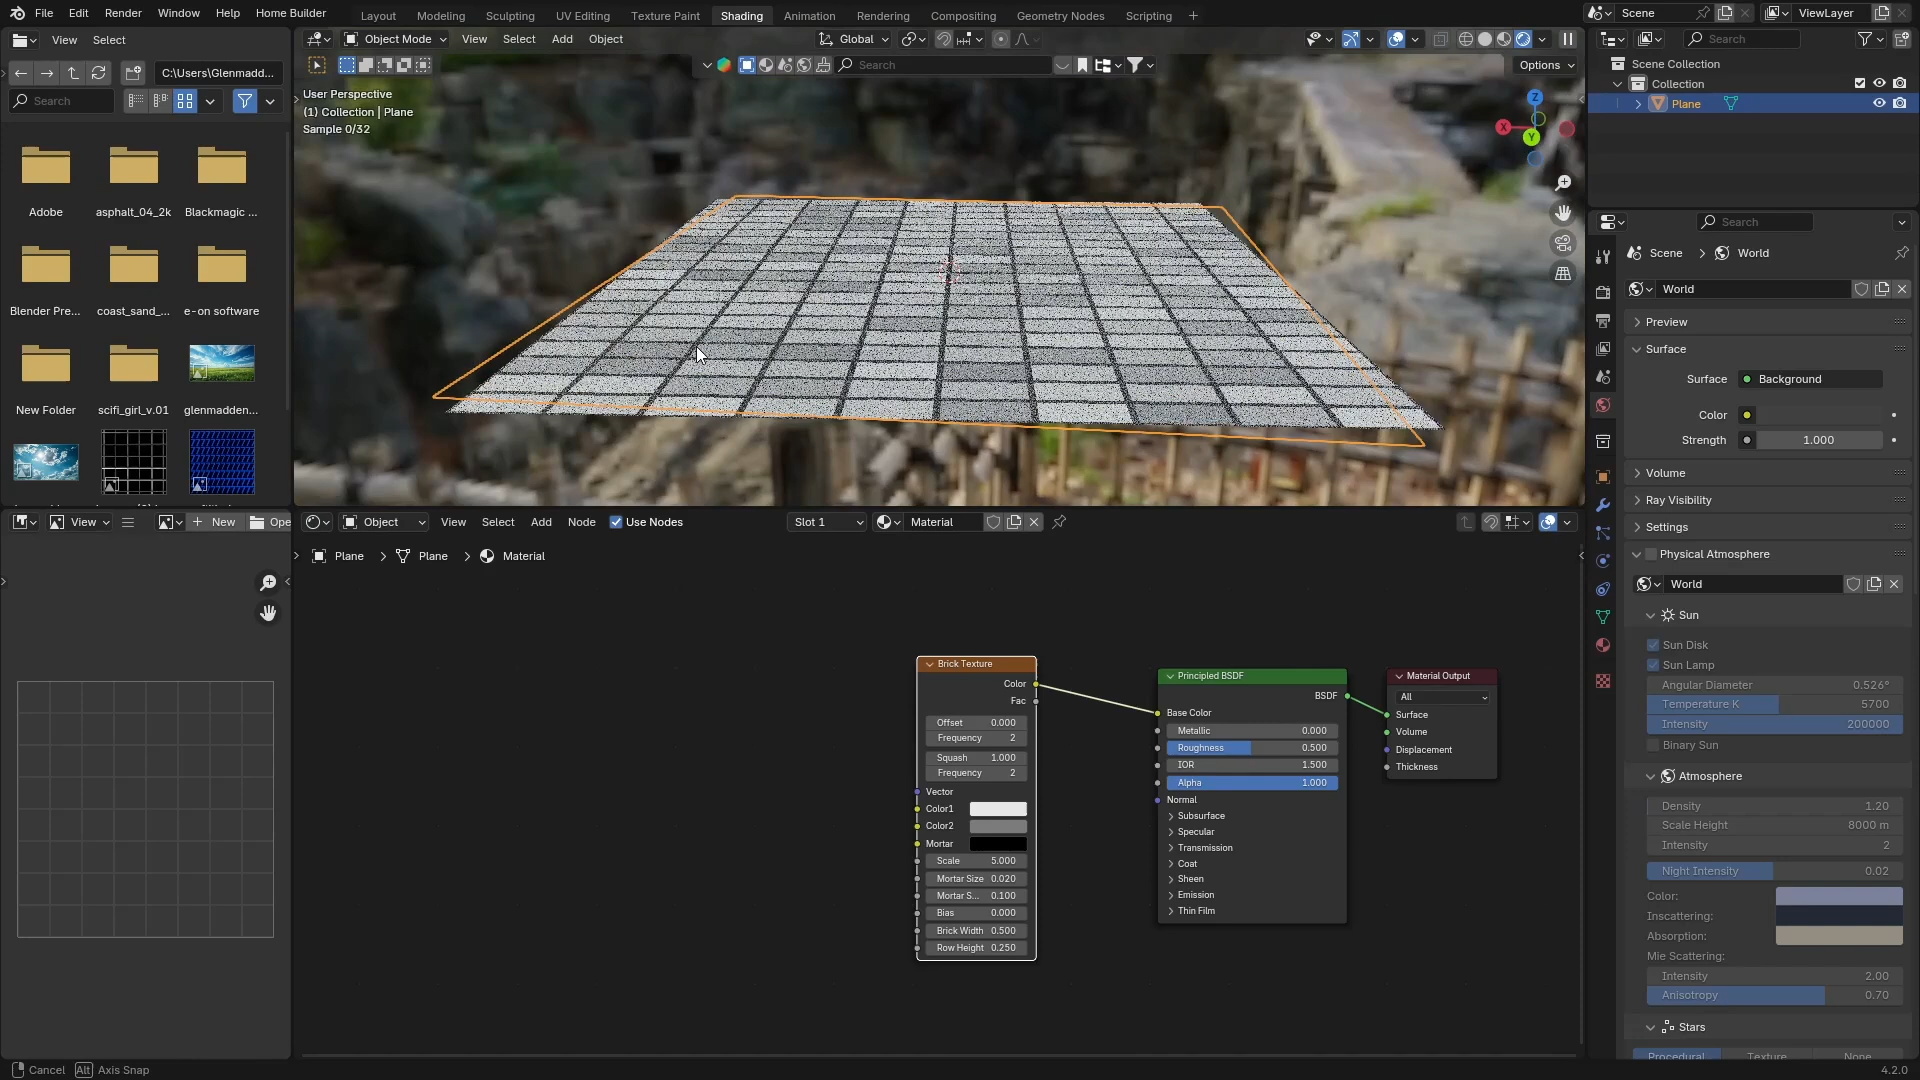 File Edit Render Window Help Home Builder
Layout Modeling Sculpting UV Editing Texture Paint Shading Animation Rendering Compositing Geometry Nodes Scripting +
Scene
ViewLayer
View Select
C:\Users\Glenmadd...
Search
Adobe
asphalt_04_2k
Blackmagic ...
Blender Pre...
coast_sand_...
e-on software
New Folder
scifi_girl_v.01
glenmadden...
Object Mode View Select Add Object
Global
Search
Options
User Perspective
(1) Collection | Plane
Sample 0/32
Z
X
Y
Search
Scene Collection
Collection
Plane
Search
Scene > World
World
Preview
Surface
Surface Background
Color
Strength 1.000
Volume
Ray Visibility
Settings
Physical Atmosphere
World
Sun
Sun Disk
Sun Lamp
Angular Diameter 0.526°
Temperature K 5700
Intensity 200000
Binary Sun
Atmosphere
Density 1.20
Scale Height 8000 m
Intensity 2
Night Intensity 0.02
Color:
Inscattering:
Absorption:
Mie Scattering:
Intensity 2.00
Anisotropy 0.70
Stars
Procedural Texture None
View
+ New
Ope
Object View Select Add Node Use Nodes
Slot 1
Material
Plane > Plane > Material
Brick Texture
Color
Fac
Offset 0.000
Frequency 2
Squash 1.000
Frequency 2
Vector
Color1
Color2
Mortar
Scale 5.000
Mortar Size 0.020
Mortar S... 0.100
Bias 0.000
Brick Width 0.500
Row Height 0.250
Principled BSDF
BSDF
Base Color
Metallic 0.000
Roughness 0.500
IOR 1.500
Alpha 1.000
Normal
Subsurface
Specular
Transmission
Coat
Sheen
Emission
Thin Film
Material Output
All
Surface
Volume
Displacement
Thickness
Cancel Alt Axis Snap
4.2.0